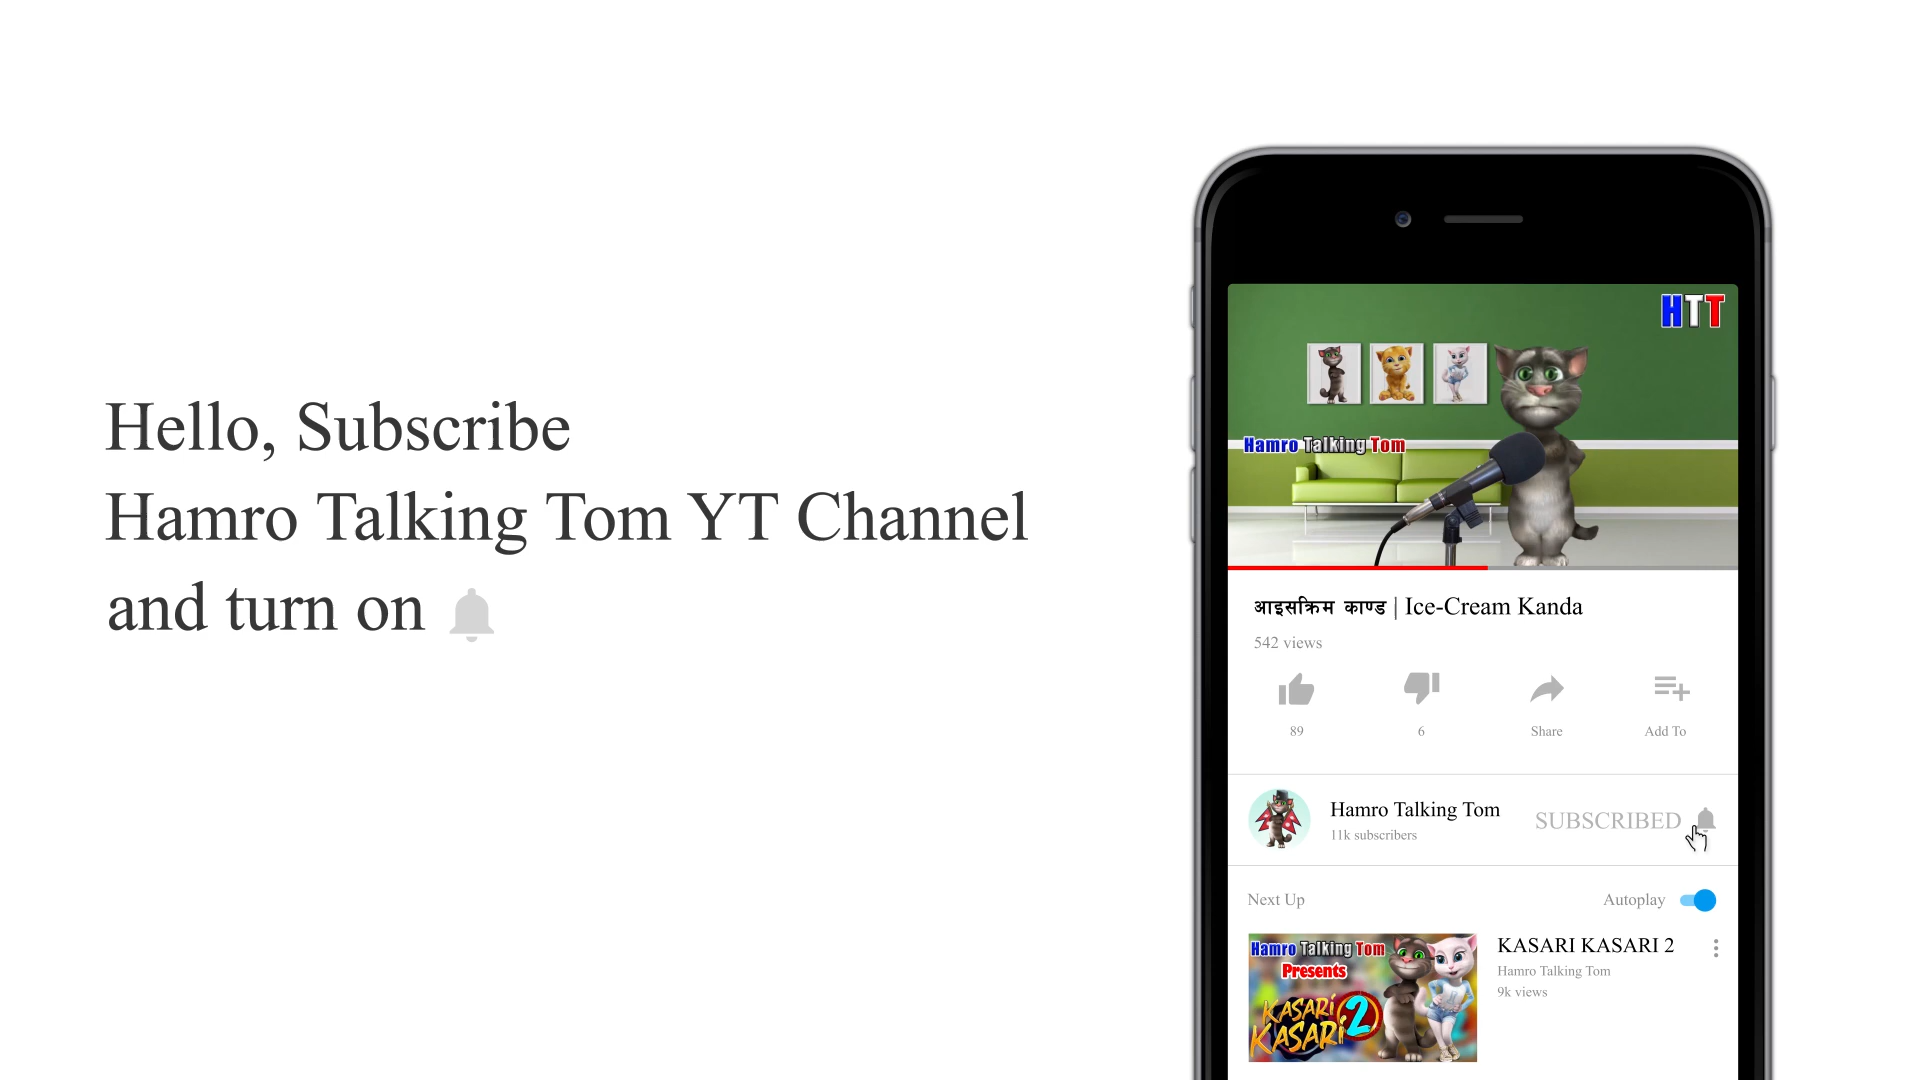 Hello, Subscribe
Hamro Talking Tom YT Channel
and turn on
HTT
Hamro Talking Tom
आइसक्रिम काण्ड | Ice-Cream Kanda
542 views
89
6
Share
Add To
Hamro Talking Tom
11k subscribers
SUBSCRIBED
Next Up
Autoplay
Hamro Talking Tom
Presents
KASARI
KASARI 2
KASARI KASARI 2
Hamro Talking Tom
9k views